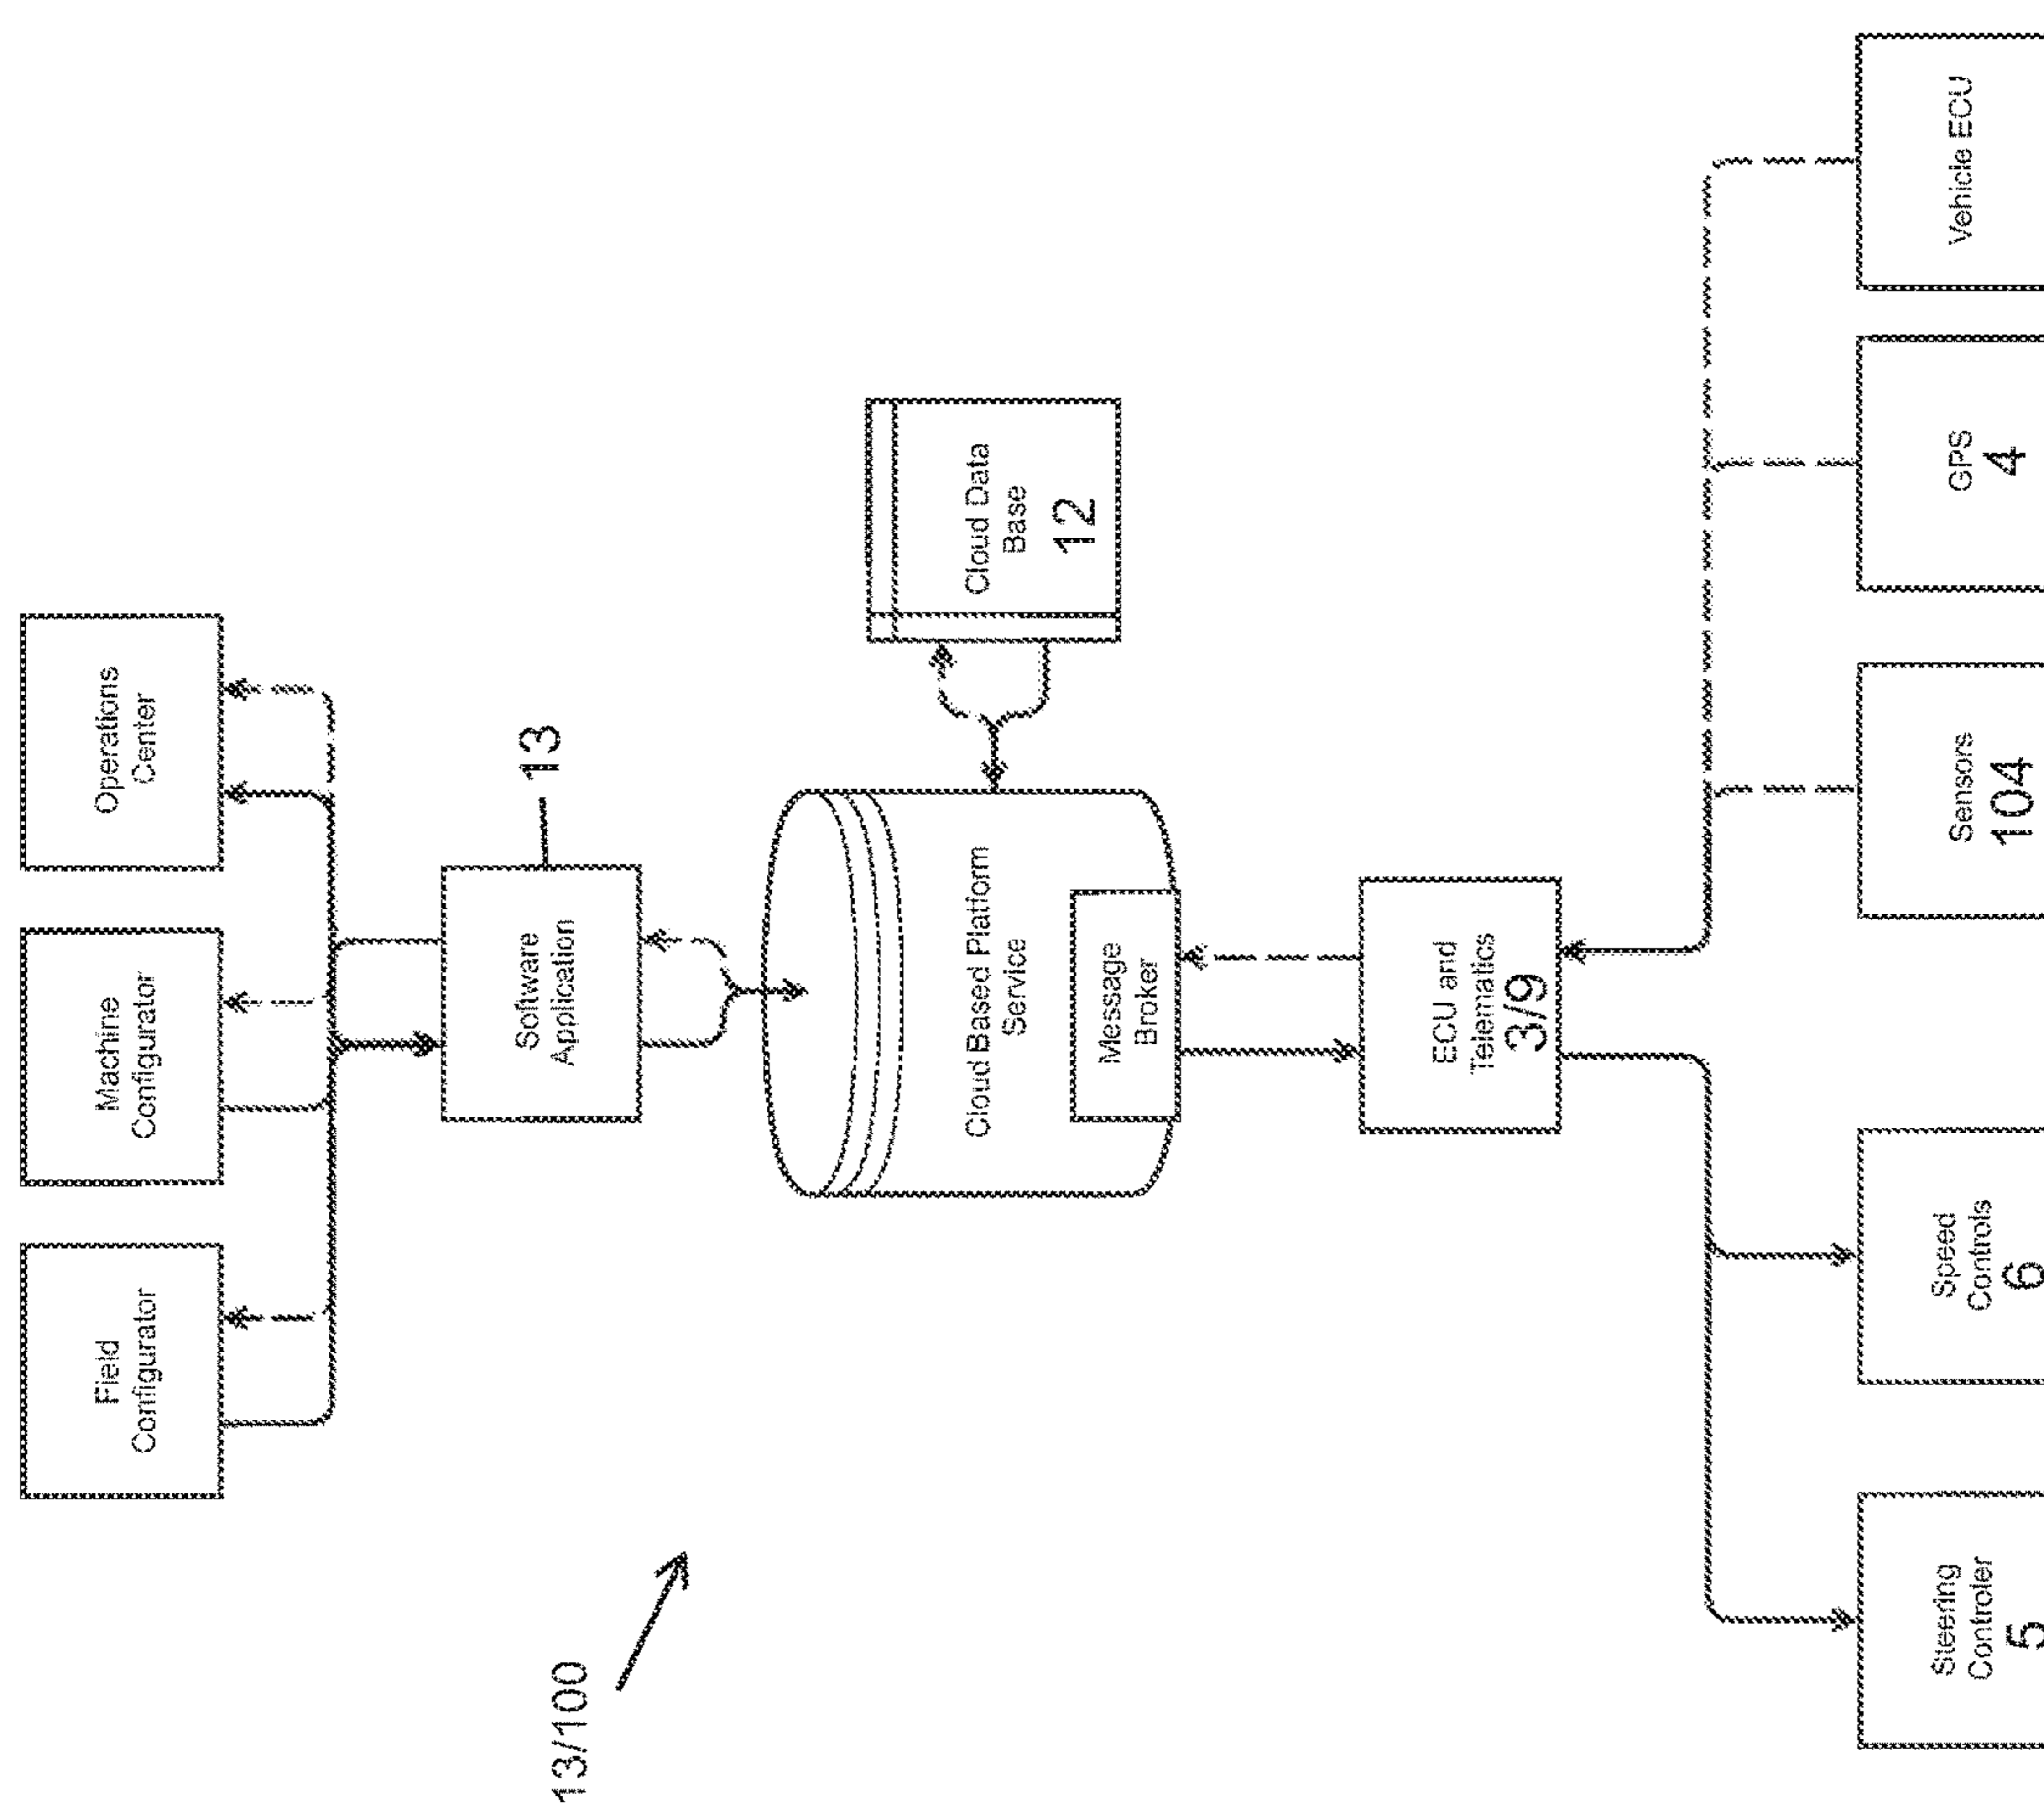 Field
Configurator
Machine
Configurator
Operations
Center
Software
Application
13
13/100
Cloud Based Platform
Service
Message
Broker
Cloud Data
Base
12
ECU and
Telematics
3/9
Steering
Controler
5
Speed
Controls
6
Sensors
104
GPS
4
Vehicle ECU